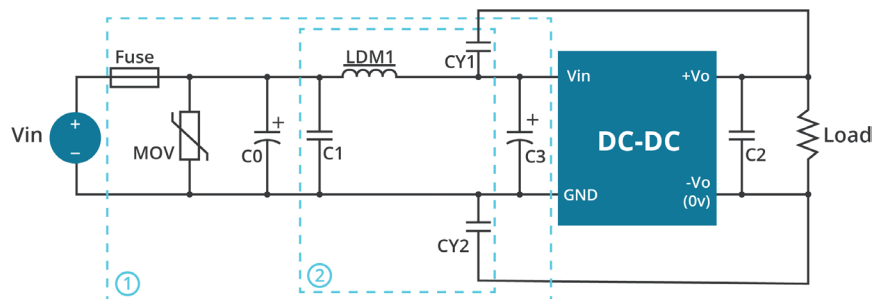 Fuse
LDM1
CY1
Vin
+Vo
+
+
+
Vin
DC-DC
Load
−
MOV
C0
C1
C3
C2
-Vo
GND
(0v)
CY2
1
2